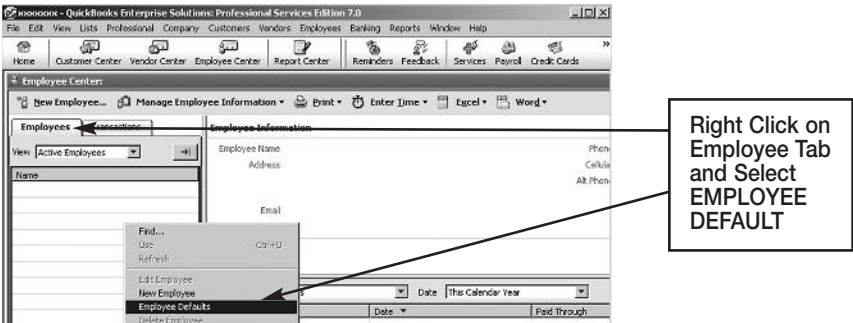 xxxxxxx - QuickBooks Enterprise Solutions: Professional Services Edition 7.0
File Edit View Lists Professional Company Customers Vendors Employees Banking Reports Window Help
Home Customer Center Vendor Center Employee Center Report Center Reminders Feedback Services Payroll Credit Cards »
Employee Center:
New Employee... Manage Employee Information Print Enter Time Excel Word
Employees Transactions Employee Information
View Active Employees
Employee Name Phon
Address Cellula
Alt Phon
Name
Email
Find...
Use Ctrl+U
Refresh
Edit Employee
New Employee
Employee Defaults
Delete Employee
s Date This Calendar Year
Date Paid Through
Right Click on
Employee Tab
and Select
EMPLOYEE
DEFAULT